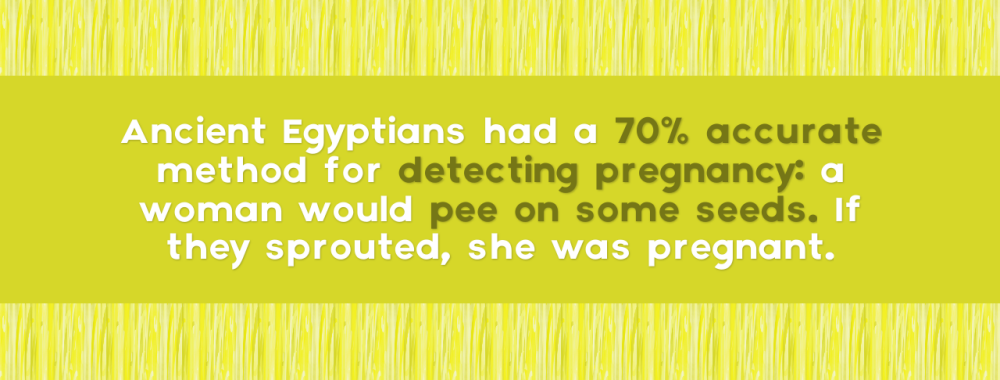 Ancient Egyptians had a 70% accurate
method for detecting pregnancy: a
woman would pee on some seeds. If
they sprouted, she was pregnant.